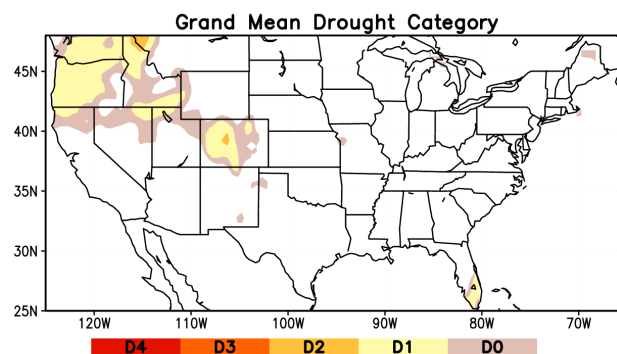 Grand Mean Drought Category
45N
40N
35N
30N
25N
120W 110W 100W 90W 80W 70W
D4 D3 D2 D1 D0